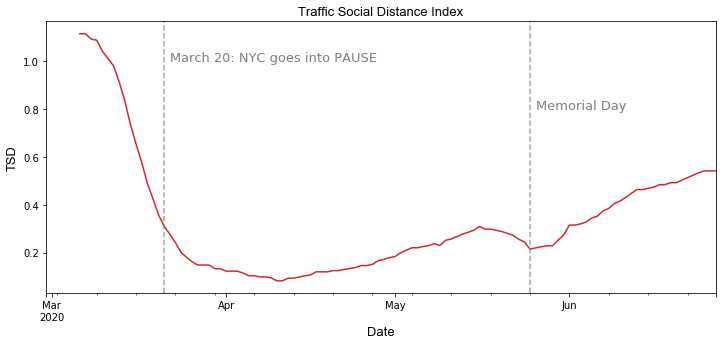 Traffic Social Distance Index
March 20: NYC goes into PAUSE
Memorial Day
TSD
1.0
0.8
0.6
0.4
0.2
Mar
2020
Apr
May
Jun
Date